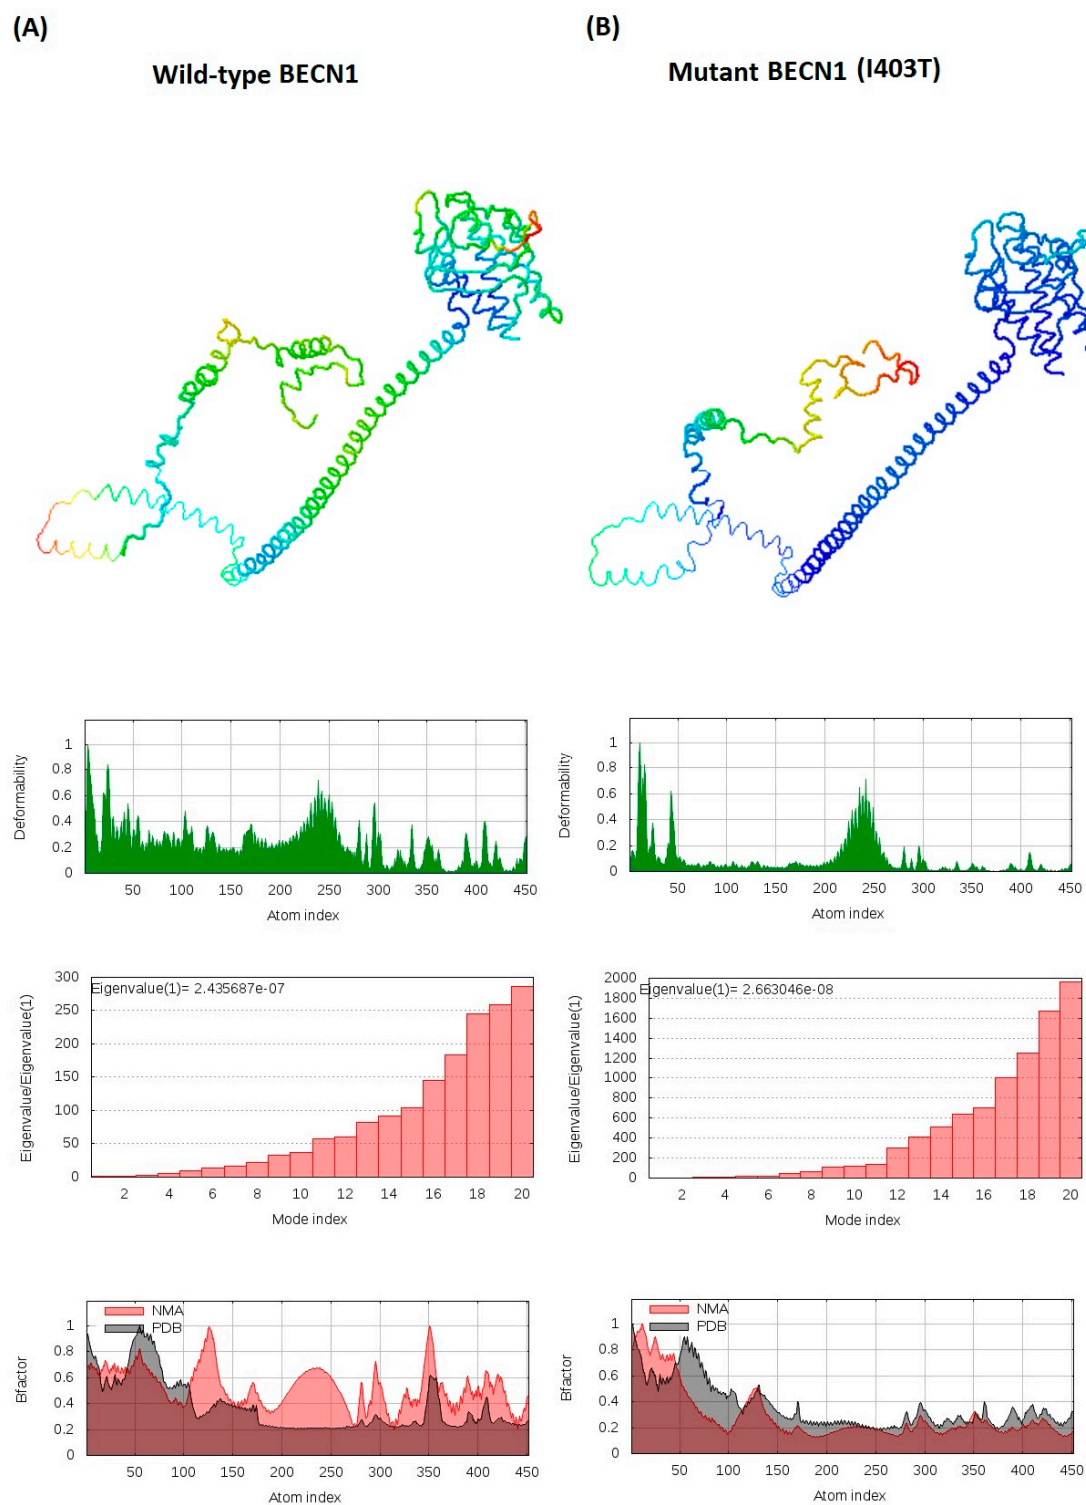 (A)
Wild-type BECN1
(B)
Mutant BECN1 (I403T)
Deformability
1
0.8
0.6
0.4
0.2
0
50 100 150 200 250 300 350 400 450
Atom index
Deformability
1
0.8
0.6
0.4
0.2
0
50 100 150 200 250 300 350 400 450
Atom index
Eigenvalue/Eigenvalue(1)
300
250
200
150
100
50
0
Eigenvalue(1)= 2.435687e-07
2 4 6 8 10 12 14 16 18 20
Mode index
Eigenvalue/Eigenvalue(1)
2000
1800
1600
1400
1200
1000
800
600
400
200
0
Eigenvalue(1)= 2.663046e-08
2 4 6 8 10 12 14 16 18 20
Mode index
Bfactor
1
0.8
0.6
0.4
0.2
0
NMA
PDB
50 100 150 200 250 300 350 400 450
Atom index
Bfactor
1
0.8
0.6
0.4
0.2
0
NMA
PDB
50 100 150 200 250 300 350 400 450
Atom index